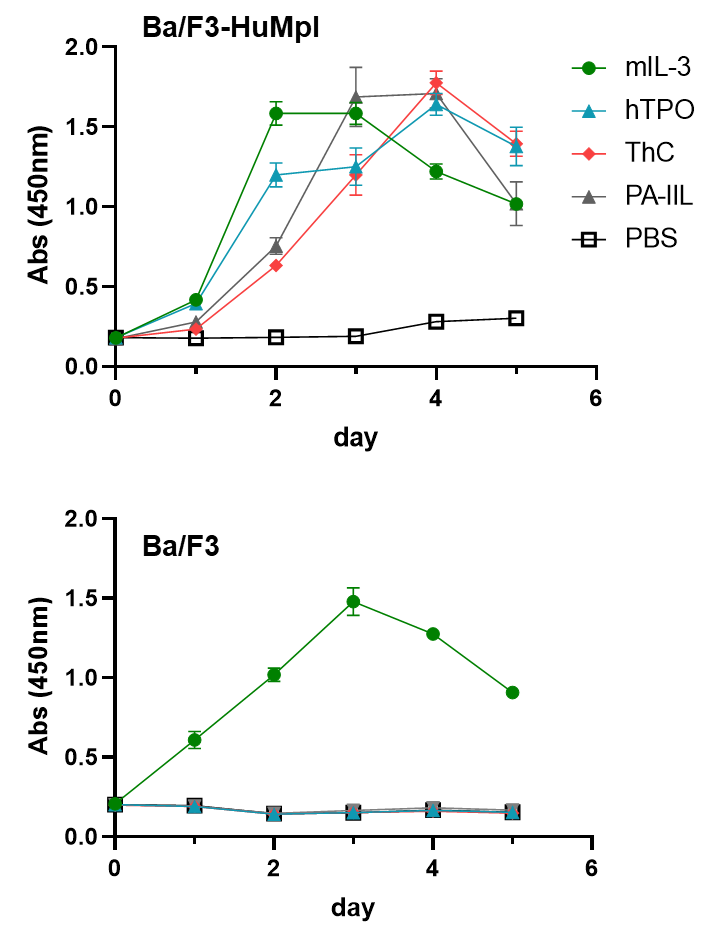 Ba/F3-HuMpl
2.0
1.5
1.0
0.5
0.0
Abs (450nm)
0 2 4 6
day
mIL-3
hTPO
ThC
PA-IIL
PBS
Ba/F3
2.0
1.5
1.0
0.5
0.0
Abs (450nm)
0 2 4 6
day